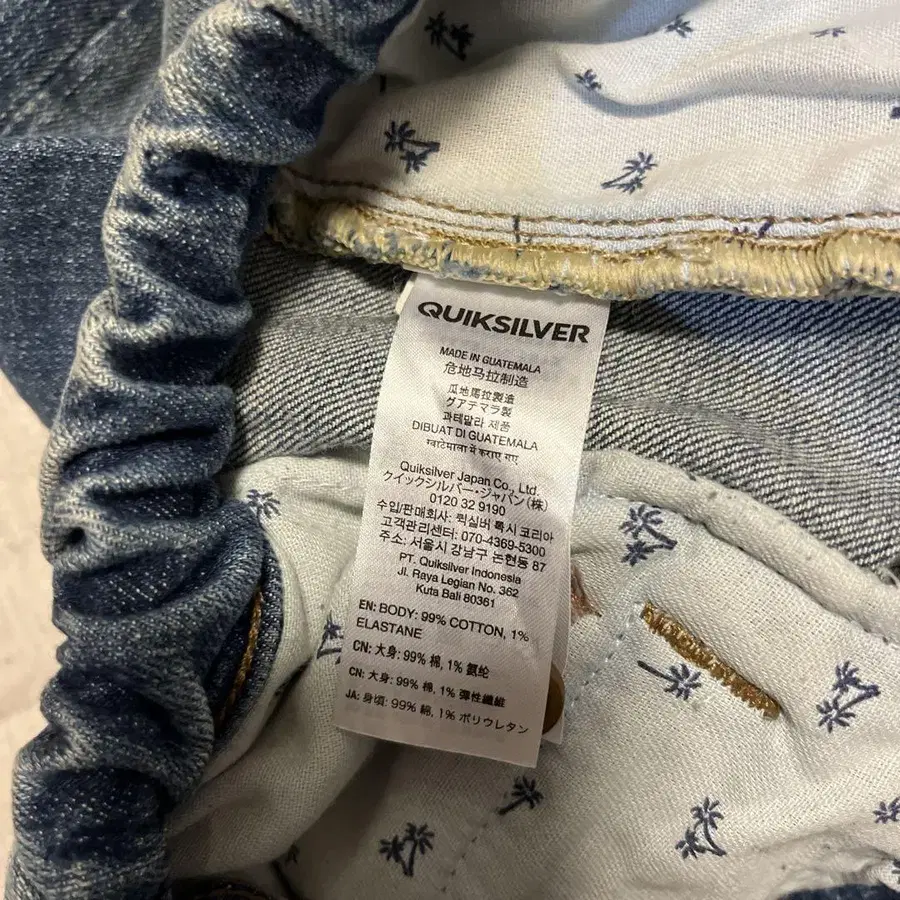 QUIKSILVER
MADE IN GUATEMALA
危地马拉制造
瓜地馬拉製造
グアテマラ製
과테말라 제품
DIBUAT DI GUATEMALA
ग्वाटेमाला में बनाए गए
Quiksilver Japan Co., Ltd.
クイックシルバー・ジャパン(株)
0120 32 9190
수입/판매회사: 퀵실버 록시 코리아
고객관리센터: 070-4369-5300
주소: 서울시 강남구 논현동 87
PT. Quiksilver Indonesia
Jl. Raya Legian No. 362
Kuta Bali 80361
EN: BODY: 99% COTTON, 1%
ELASTANE
CN: 大身: 99% 棉, 1% 氨纶
CN: 大身: 99% 棉, 1% 彈性纖維
JA: 身頃: 99% 綿, 1% ポリウレタン